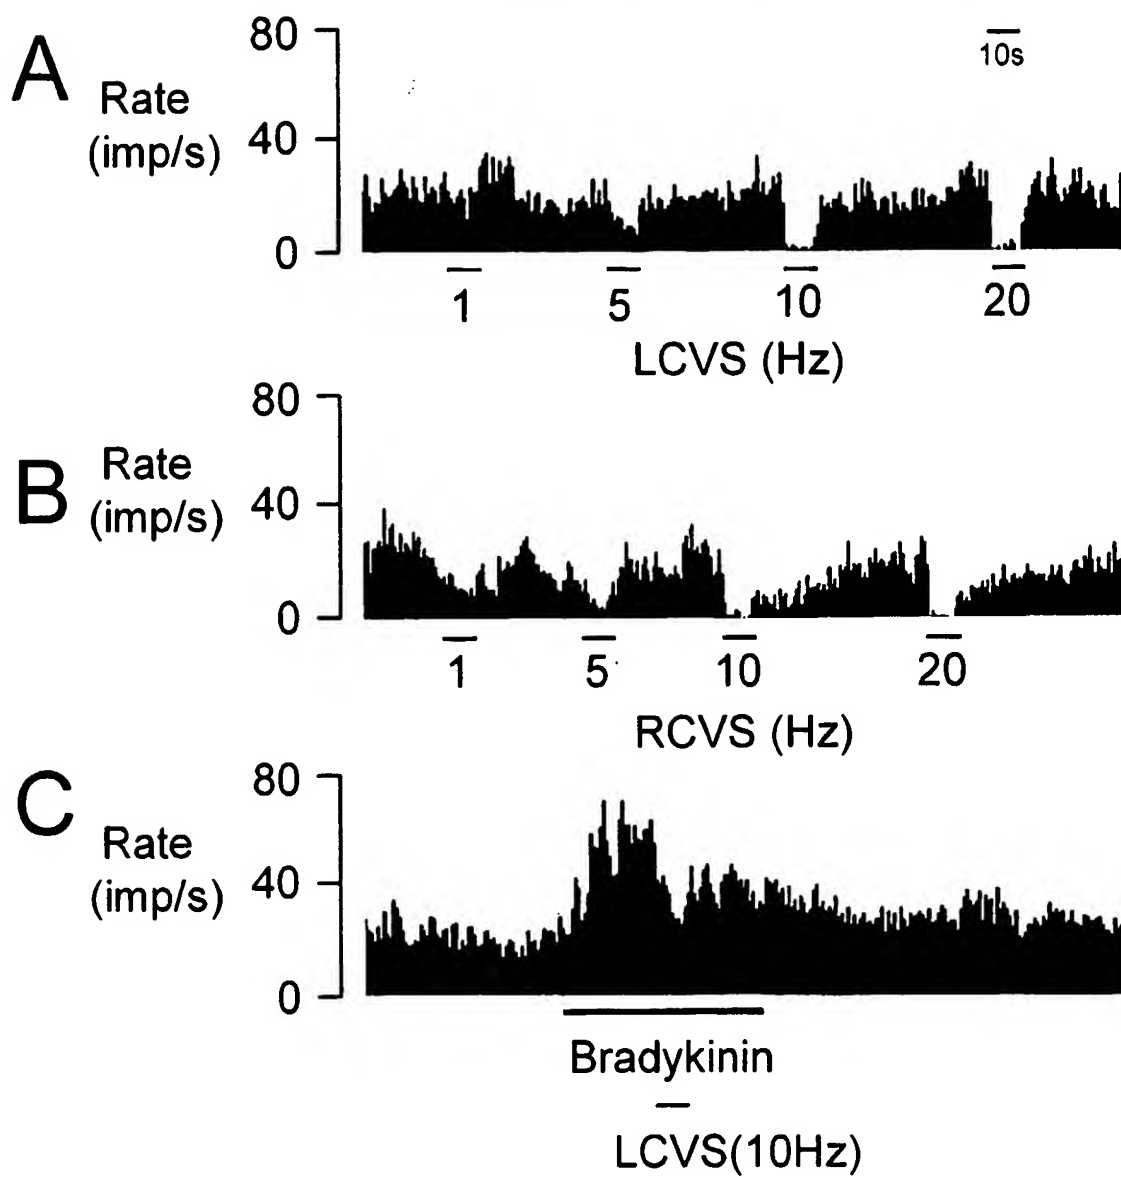 A
80
10s
Rate
(imp/s)
40
0
1 5 10 20
LCVS (Hz)
B
80
Rate
(imp/s)
40
0
1 5 10 20
RCVS (Hz)
C
80
Rate
(imp/s)
40
0
Bradykinin
LCVS(10Hz)